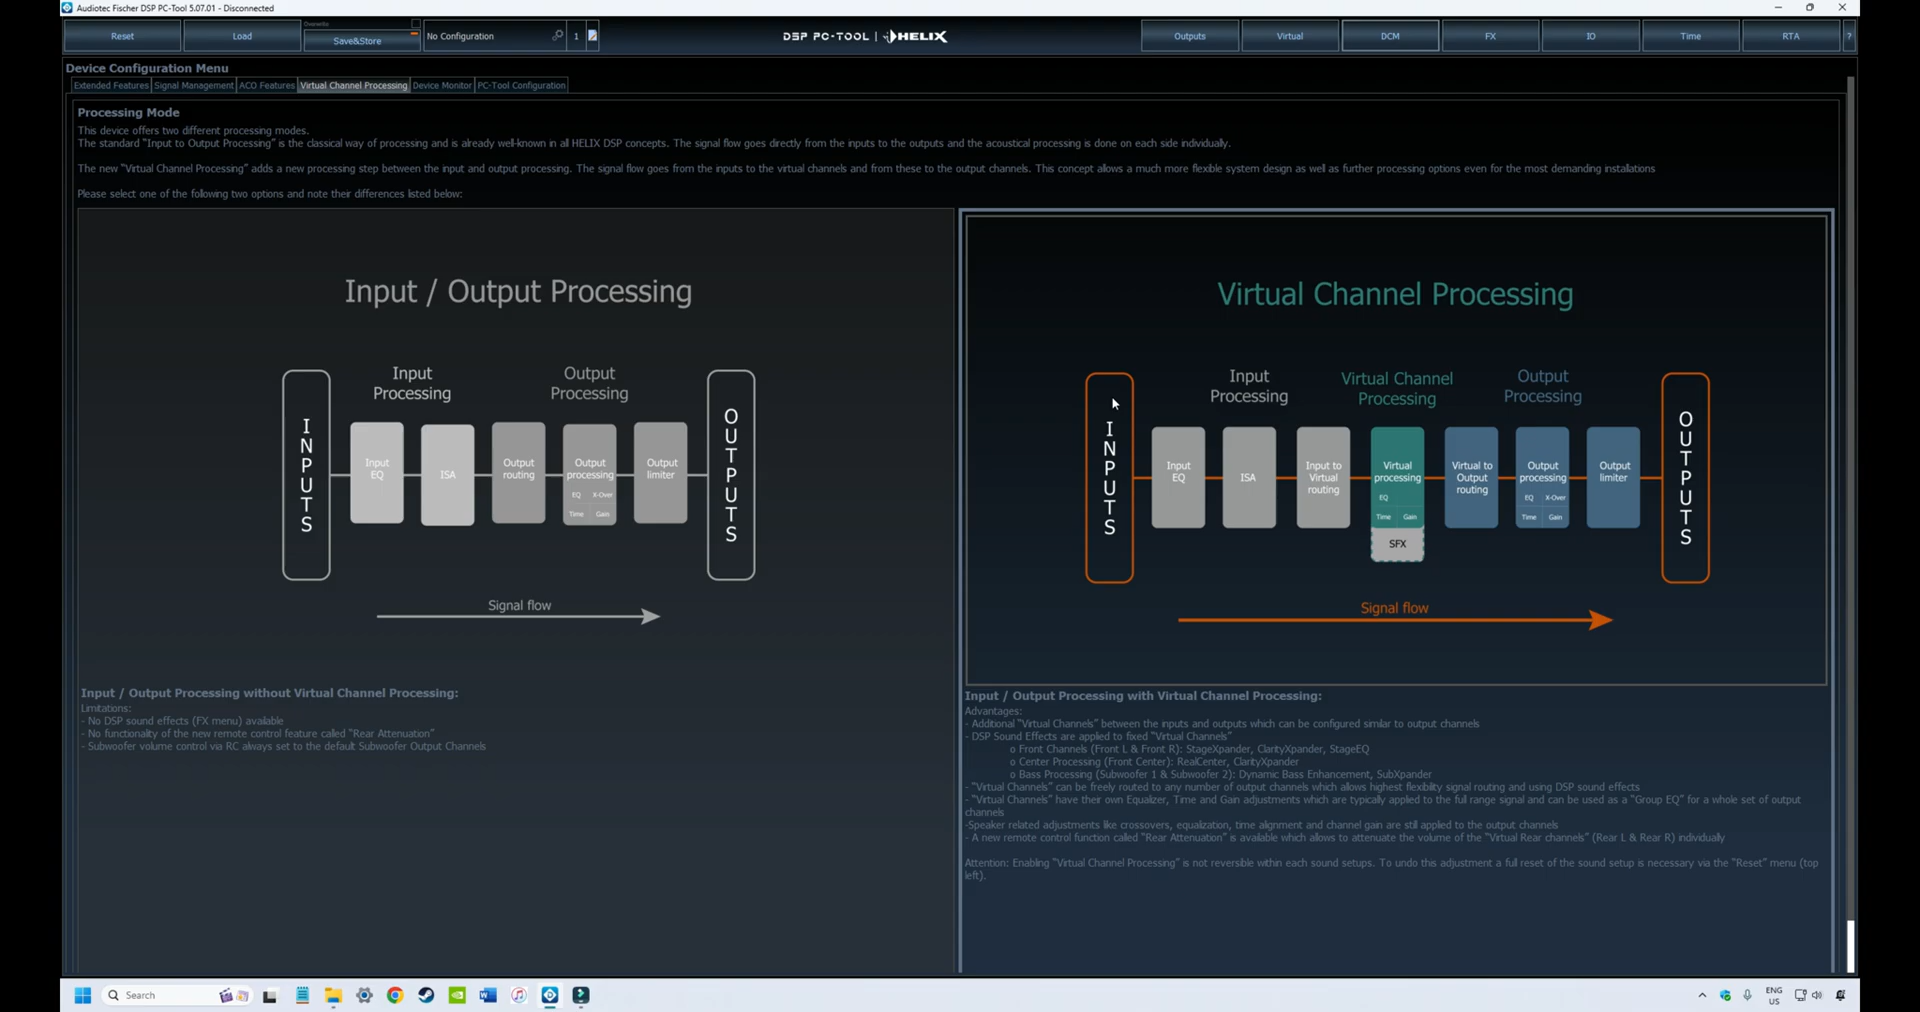 Audiotec Fischer DSP PC-Tool 5.07.01 - Disconnected
Reset
Load
Overwrite
Save&Store
No Configuration
1
DSP PC-TOOL | HELIX
Outputs
Virtual
DCM
FX
IO
Time
RTA
?
Device Configuration Menu
Extended Features
Signal Management
ACO Features
Virtual Channel Processing
Device Monitor
PC-Tool Configuration
Processing Mode
This device offers two different processing modes.
The standard "Input to Output Processing" is the classical way of processing and is already well-known in all HELIX DSP concepts. The signal flow goes directly from the inputs to the outputs and the acoustical processing is done on each side individually.
The new "Virtual Channel Processing" adds a new processing step between the input and output processing. The signal flow goes from the inputs to the virtual channels and from these to the output channels. This concept allows a much more flexible system design as well as further processing options even for the most demanding installations
Please select one of the following two options and note their differences listed below:
Input / Output Processing
Input
Processing
Output
Processing
INPUTS
Input
EQ
ISA
Output
routing
Output
processing
EQ X-Over
Time Gain
Output
limiter
OUTPUTS
Signal flow
Input / Output Processing without Virtual Channel Processing:
Limitations:
- No DSP sound effects (FX menu) available
- No functionality of the new remote control feature called "Rear Attenuation"
- Subwoofer volume control via RC always set to the default Subwoofer Output Channels
Virtual Channel Processing
Input
Processing
Virtual Channel
Processing
Output
Processing
INPUTS
Input
EQ
ISA
Input to
Virtual
routing
Virtual
processing
EQ
Time Gain
SFX
Virtual to
Output
routing
Output
processing
EQ X-Over
Time Gain
Output
limiter
OUTPUTS
Signal flow
Input / Output Processing with Virtual Channel Processing:
Advantages:
- Additional "Virtual Channels" between the inputs and outputs which can be configured similar to output channels
- DSP Sound Effects are applied to fixed "Virtual Channels"
o Front Channels (Front L & Front R): StageXpander, ClarityXpander, StageEQ
o Center Processing (Front Center): RealCenter, ClarityXpander
o Bass Processing (Subwoofer 1 & Subwoofer 2): Dynamic Bass Enhancement, SubXpander
- "Virtual Channels" can be freely routed to any number of output channels which allows highest flexibility signal routing and using DSP sound effects
- "Virtual Channels" have their own Equalizer, Time and Gain adjustments which are typically applied to the full range signal and can be used as a "Group EQ" for a whole set of output
channels
-Speaker related adjustments like crossovers, equalization, time alignment and channel gain are still applied to the output channels
- A new remote control function called "Rear Attenuation" is available which allows to attenuate the volume of the "Virtual Rear channels" (Rear L & Rear R) individually
Attention: Enabling "Virtual Channel Processing" is not reversible within each sound setups. To undo this adjustment a full reset of the sound setup is necessary via the "Reset" menu (top
left).
Search
ENG
US